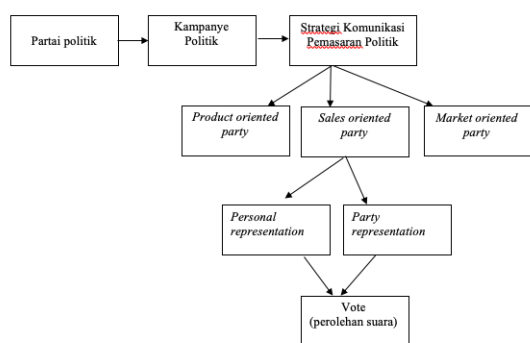 Partai politik
Kampanye
Politik
Strategi Komunikasi
Pemasaran Politik
Product oriented
party
Sales oriented
party
Market oriented
party
Personal
representation
Party
representation
Vote
(perolehan suara)